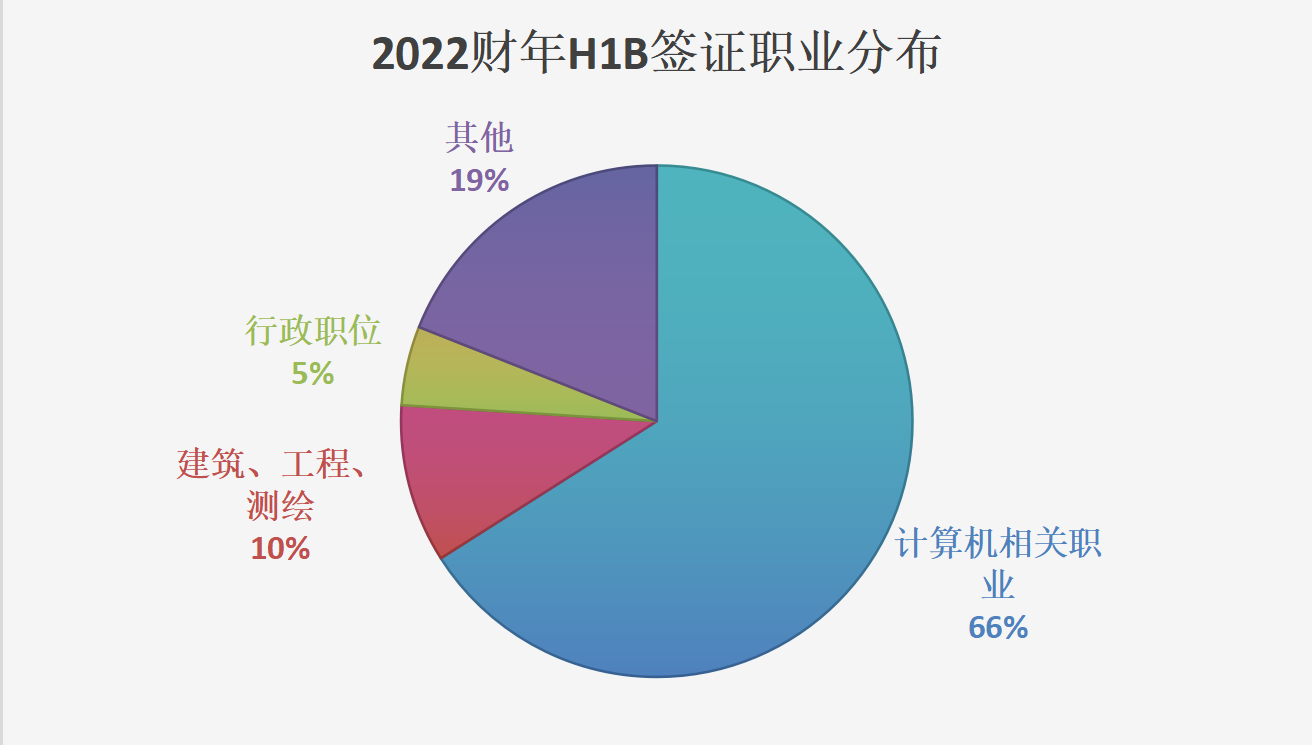 2022财年H1B签证职业分布
其他
19%
行政职位
5%
建筑、工程、
测绘
10%
计算机相关职
业
66%